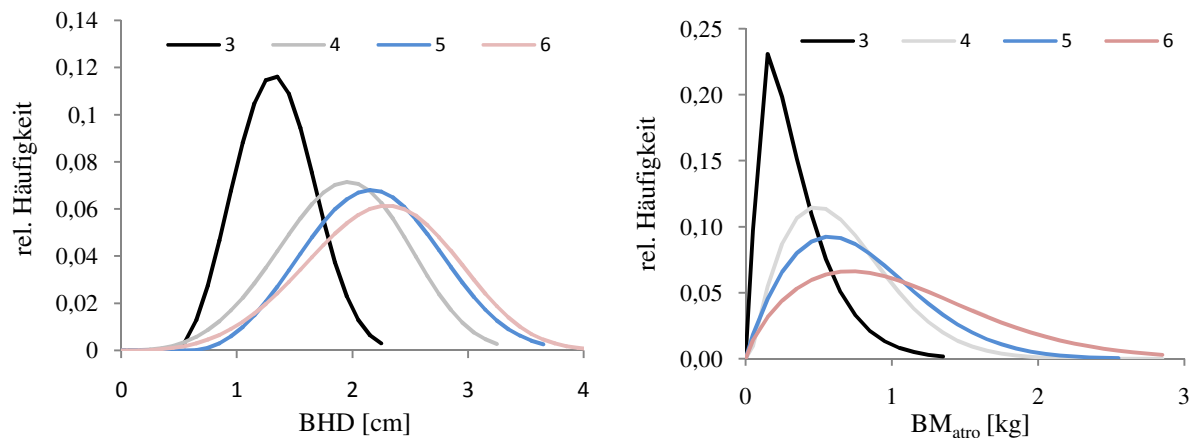 rel. Häufigkeit
0,14
0,12
0,10
0,08
0,06
0,04
0,02
0
3 4 5 6
0 1 2 3 4
BHD [cm]
rel. Häufigkeit
0,25
0,20
0,15
0,10
0,05
0,00
3 4 5 6
0 1 2 3
BMatro [kg]